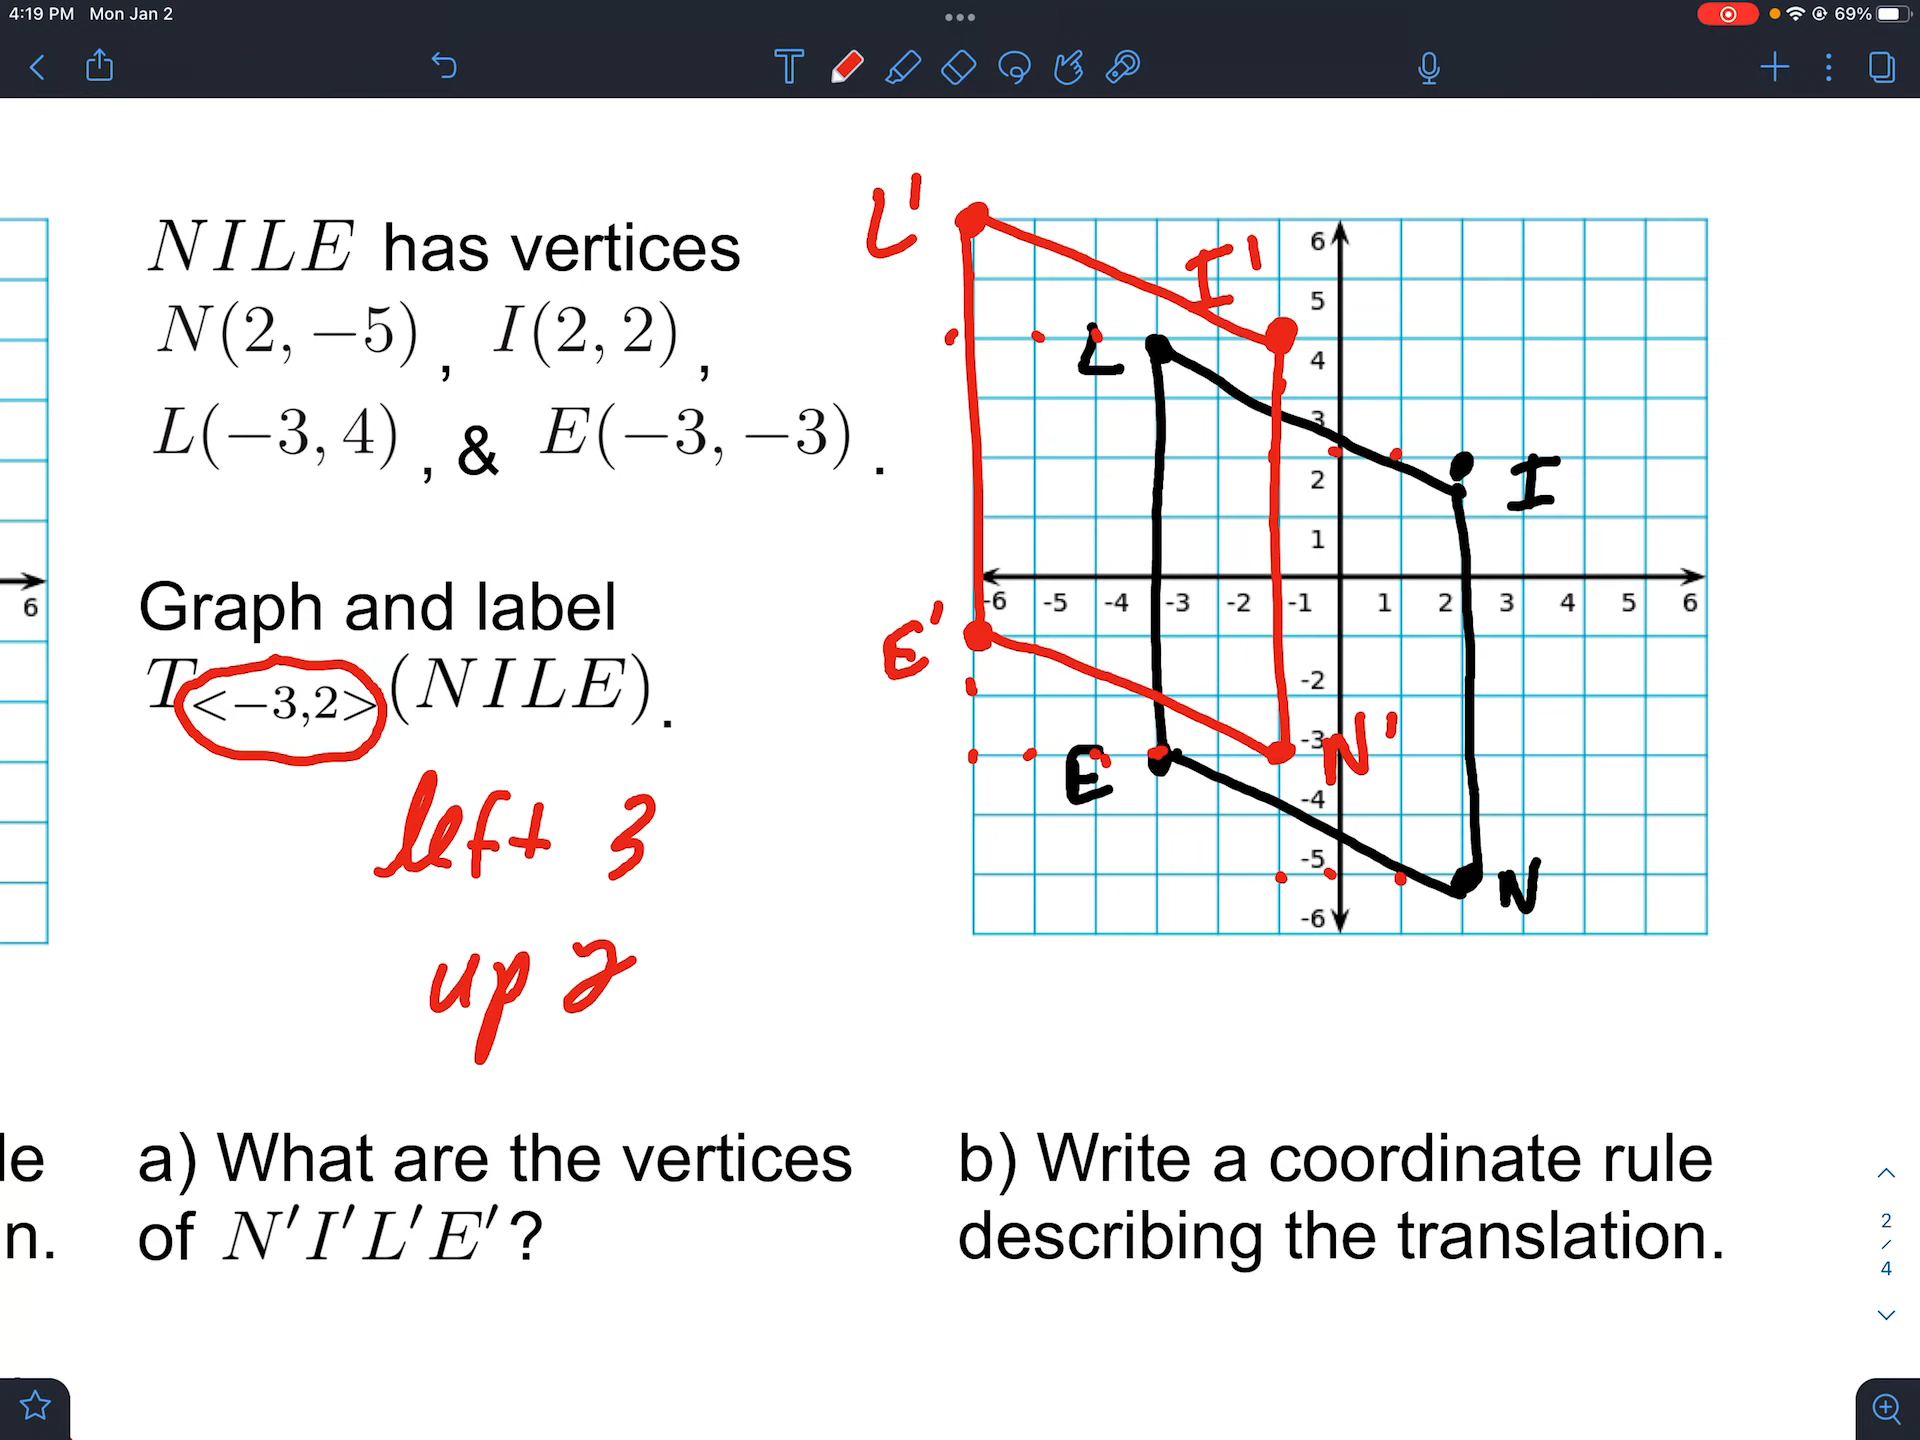 4:19 PM Mon Jan 2
69%
NILE has vertices
N(2, −5) , I(2, 2) ,
L(−3, 4) , & E(−3, −3) .
Graph and label
T<−3,2>(NILE).
left 3
up 2
L'
I'
L
I
E'
E
N'
N
6
5
4
3
2
1
-6 -5 -4 -3 -2 -1 1 2 3 4 5 6
-2
-3
-4
-5
-6
6
le
n.
a) What are the vertices
of N′I′L′E′?
b) Write a coordinate rule
describing the translation.
2
/
4
T